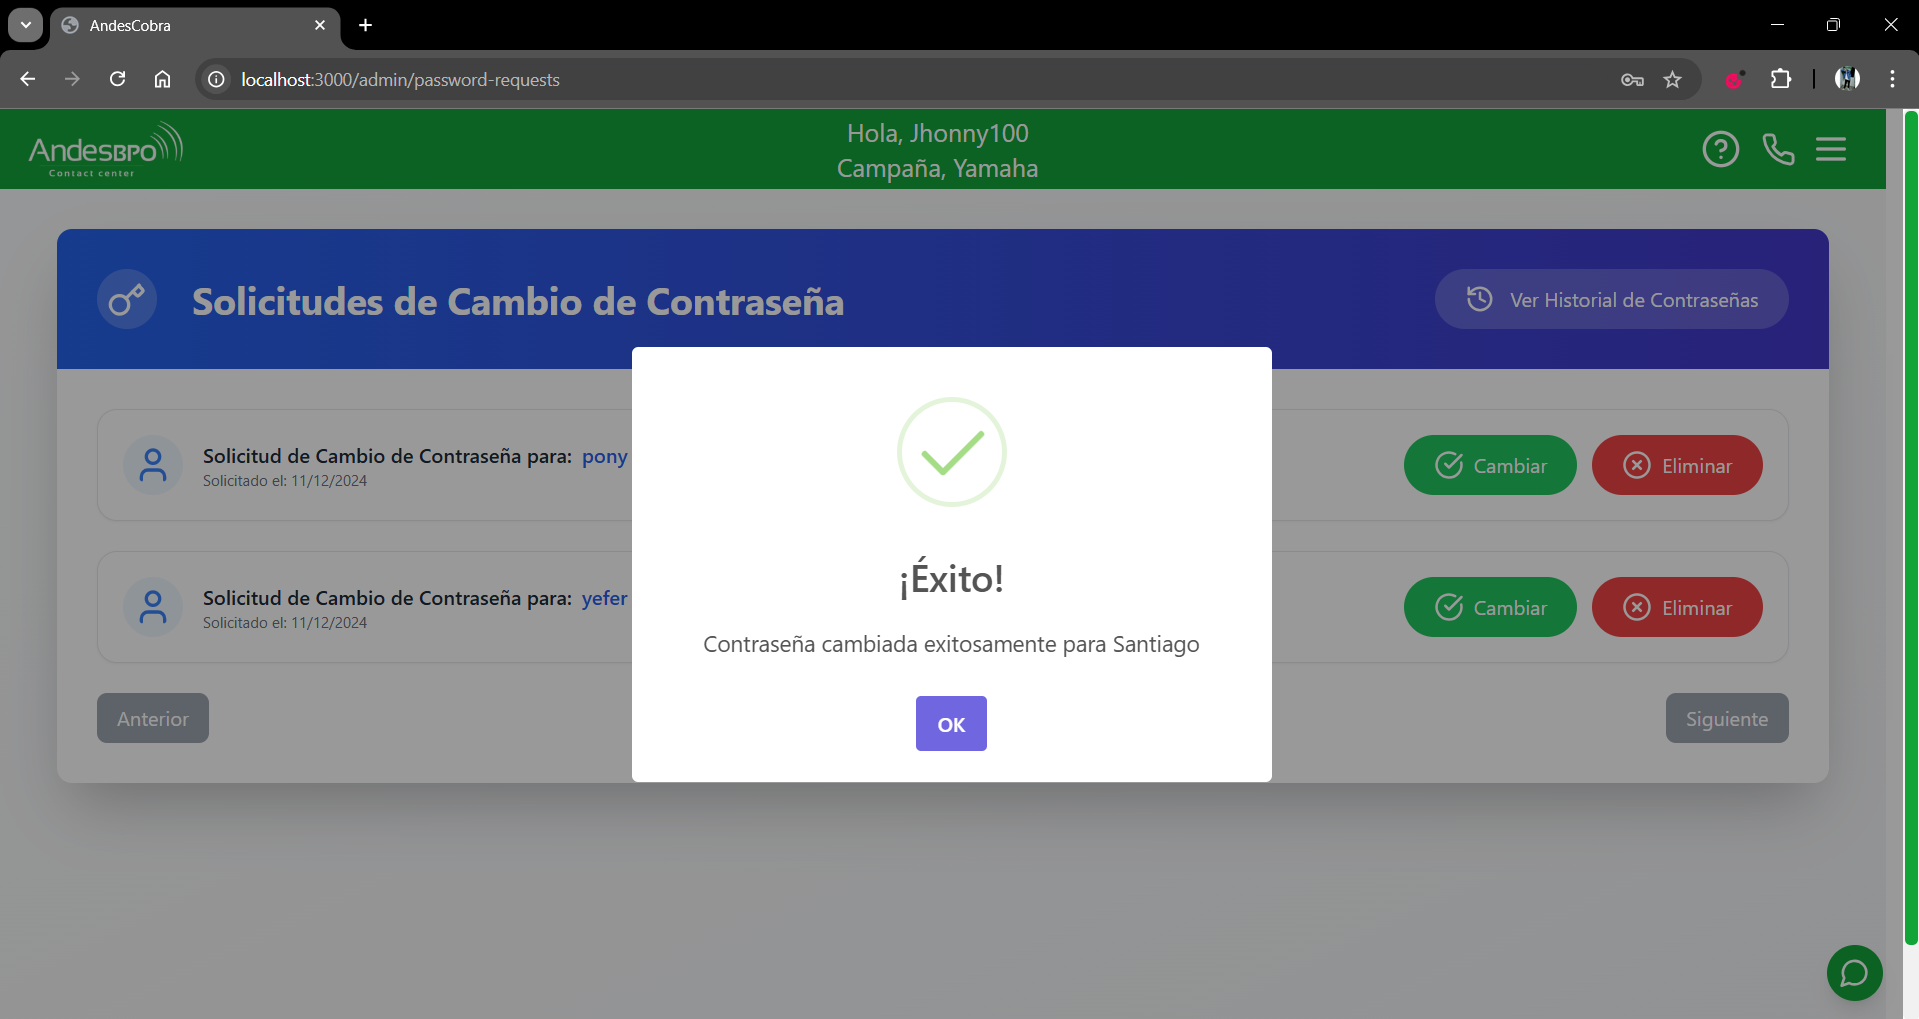 AndesCobra
localhost:3000/admin/password-requests
AndesBPO
Contact center
Hola, Jhonny100
Campaña, Yamaha
Solicitudes de Cambio de Contraseña
Ver Historial de Contraseñas
Solicitud de Cambio de Contraseña para: pony
Solicitado el: 11/12/2024
Cambiar
Eliminar
Solicitud de Cambio de Contraseña para: yefer
Solicitado el: 11/12/2024
Cambiar
Eliminar
¡Éxito!
Contraseña cambiada exitosamente para Santiago
OK
Anterior
Siguiente